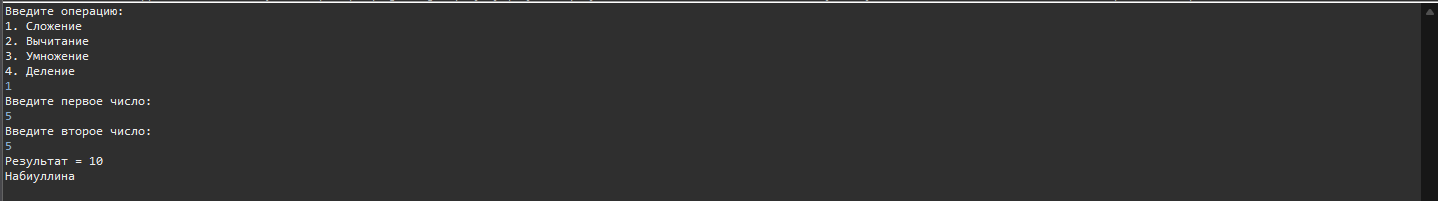 Введите операцию:
1. Сложение
2. Вычитание
3. Умножение
4. Деление
1
Введите первое число:
5
Введите второе число:
5
Результат = 10
Набиуллина